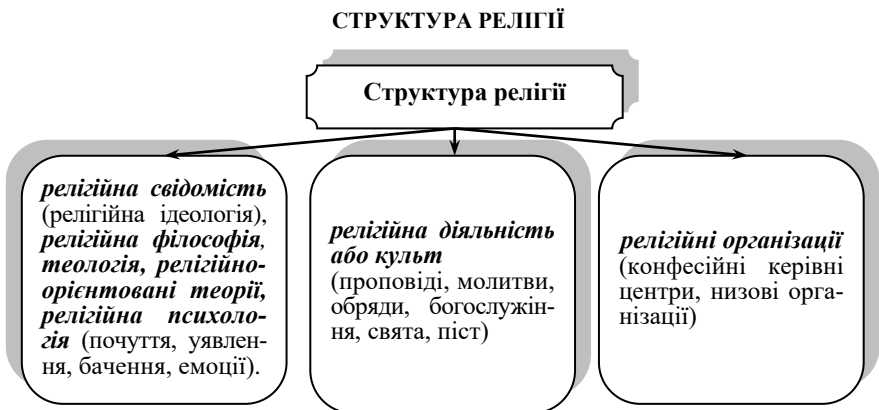 СТРУКТУРА РЕЛІГІЇ
Структура релігії
релігійна свідомість
(релігійна ідеологія),
релігійна філософія,
теологія, релігійно-
орієнтовані теорії,
релігійна психоло-
гія (почуття, уявлен-
ня, бачення, емоції).
релігійна діяльність
або культ
(проповіді, молитви,
обряди, богослужін-
ня, свята, піст)
релігійні організації
(конфесійні керівні
центри, низові орга-
нізації)